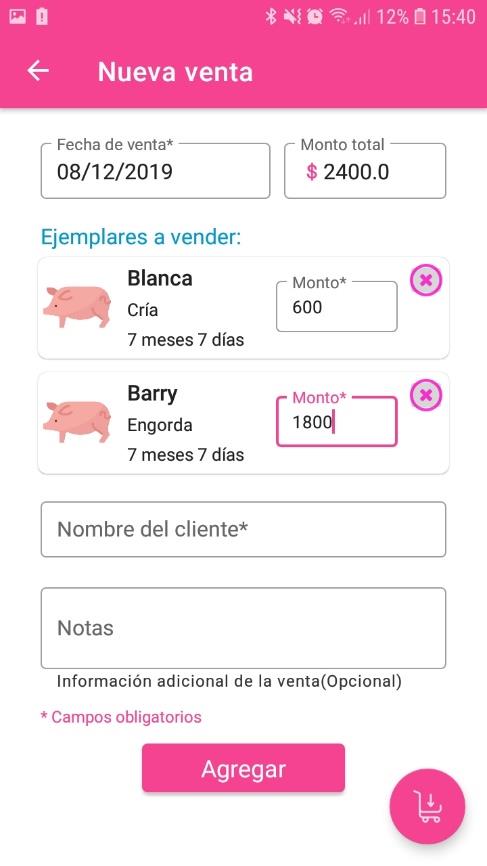 12% 15:40
Nueva venta
Fecha de venta* Monto total
08/12/2019 $ 2400.0
Ejemplares a vender:
Blanca Monto*
Cría 600
7 meses 7 días
Barry Monto*
Engorda 1800
7 meses 7 días
Nombre del cliente*
Notas
Información adicional de la venta(Opcional)
* Campos obligatorios
Agregar